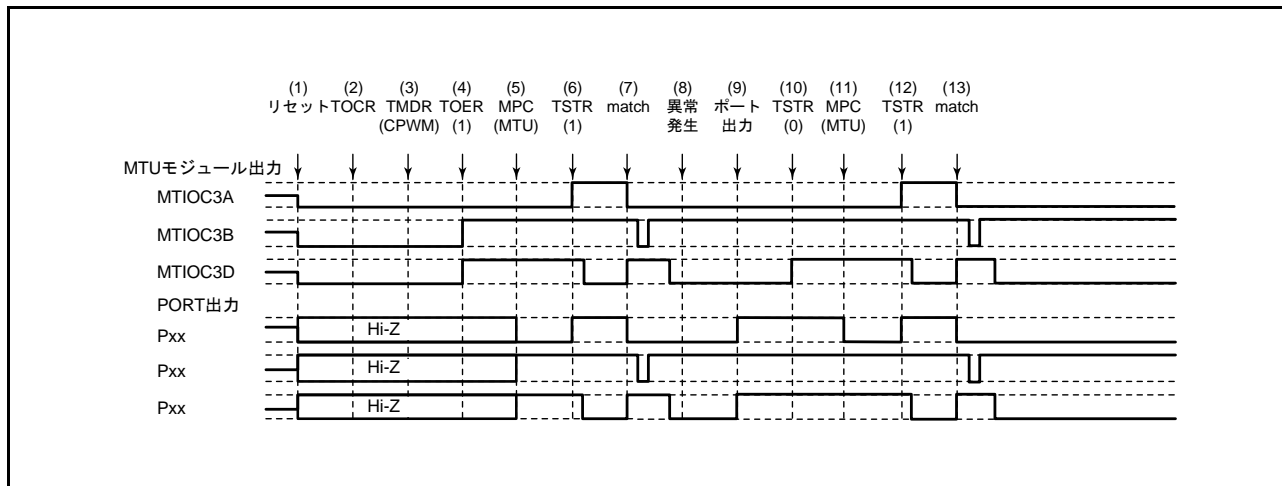 (1) (2) (3) (4) (5) (6) (7) (8) (9) (10) (11) (12) (13)
リセット TOCR TMDR TOER MPC TSTR match 異常 ポート TSTR MPC TSTR match
(CPWM) (1) (MTU) (1) 発生 出力 (0) (MTU) (1)
MTUモジュール出力
MTIOC3A
MTIOC3B
MTIOC3D
PORT出力
Pxx Hi-Z
Pxx Hi-Z
Pxx Hi-Z